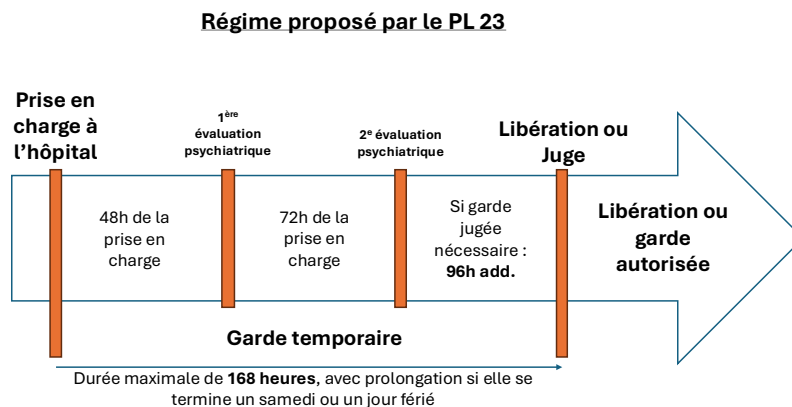 Régime proposé par le PL 23
Prise en
charge à
l’hôpital
1ère
évaluation
psychiatrique
2e évaluation
psychiatrique
Libération ou
Juge
48h de la
prise en
charge
72h de la
prise en
charge
Si garde
jugée
nécessaire :
96h add.
Libération ou
garde
autorisée
Garde temporaire
Durée maximale de 168 heures, avec prolongation si elle se
termine un samedi ou un jour férié